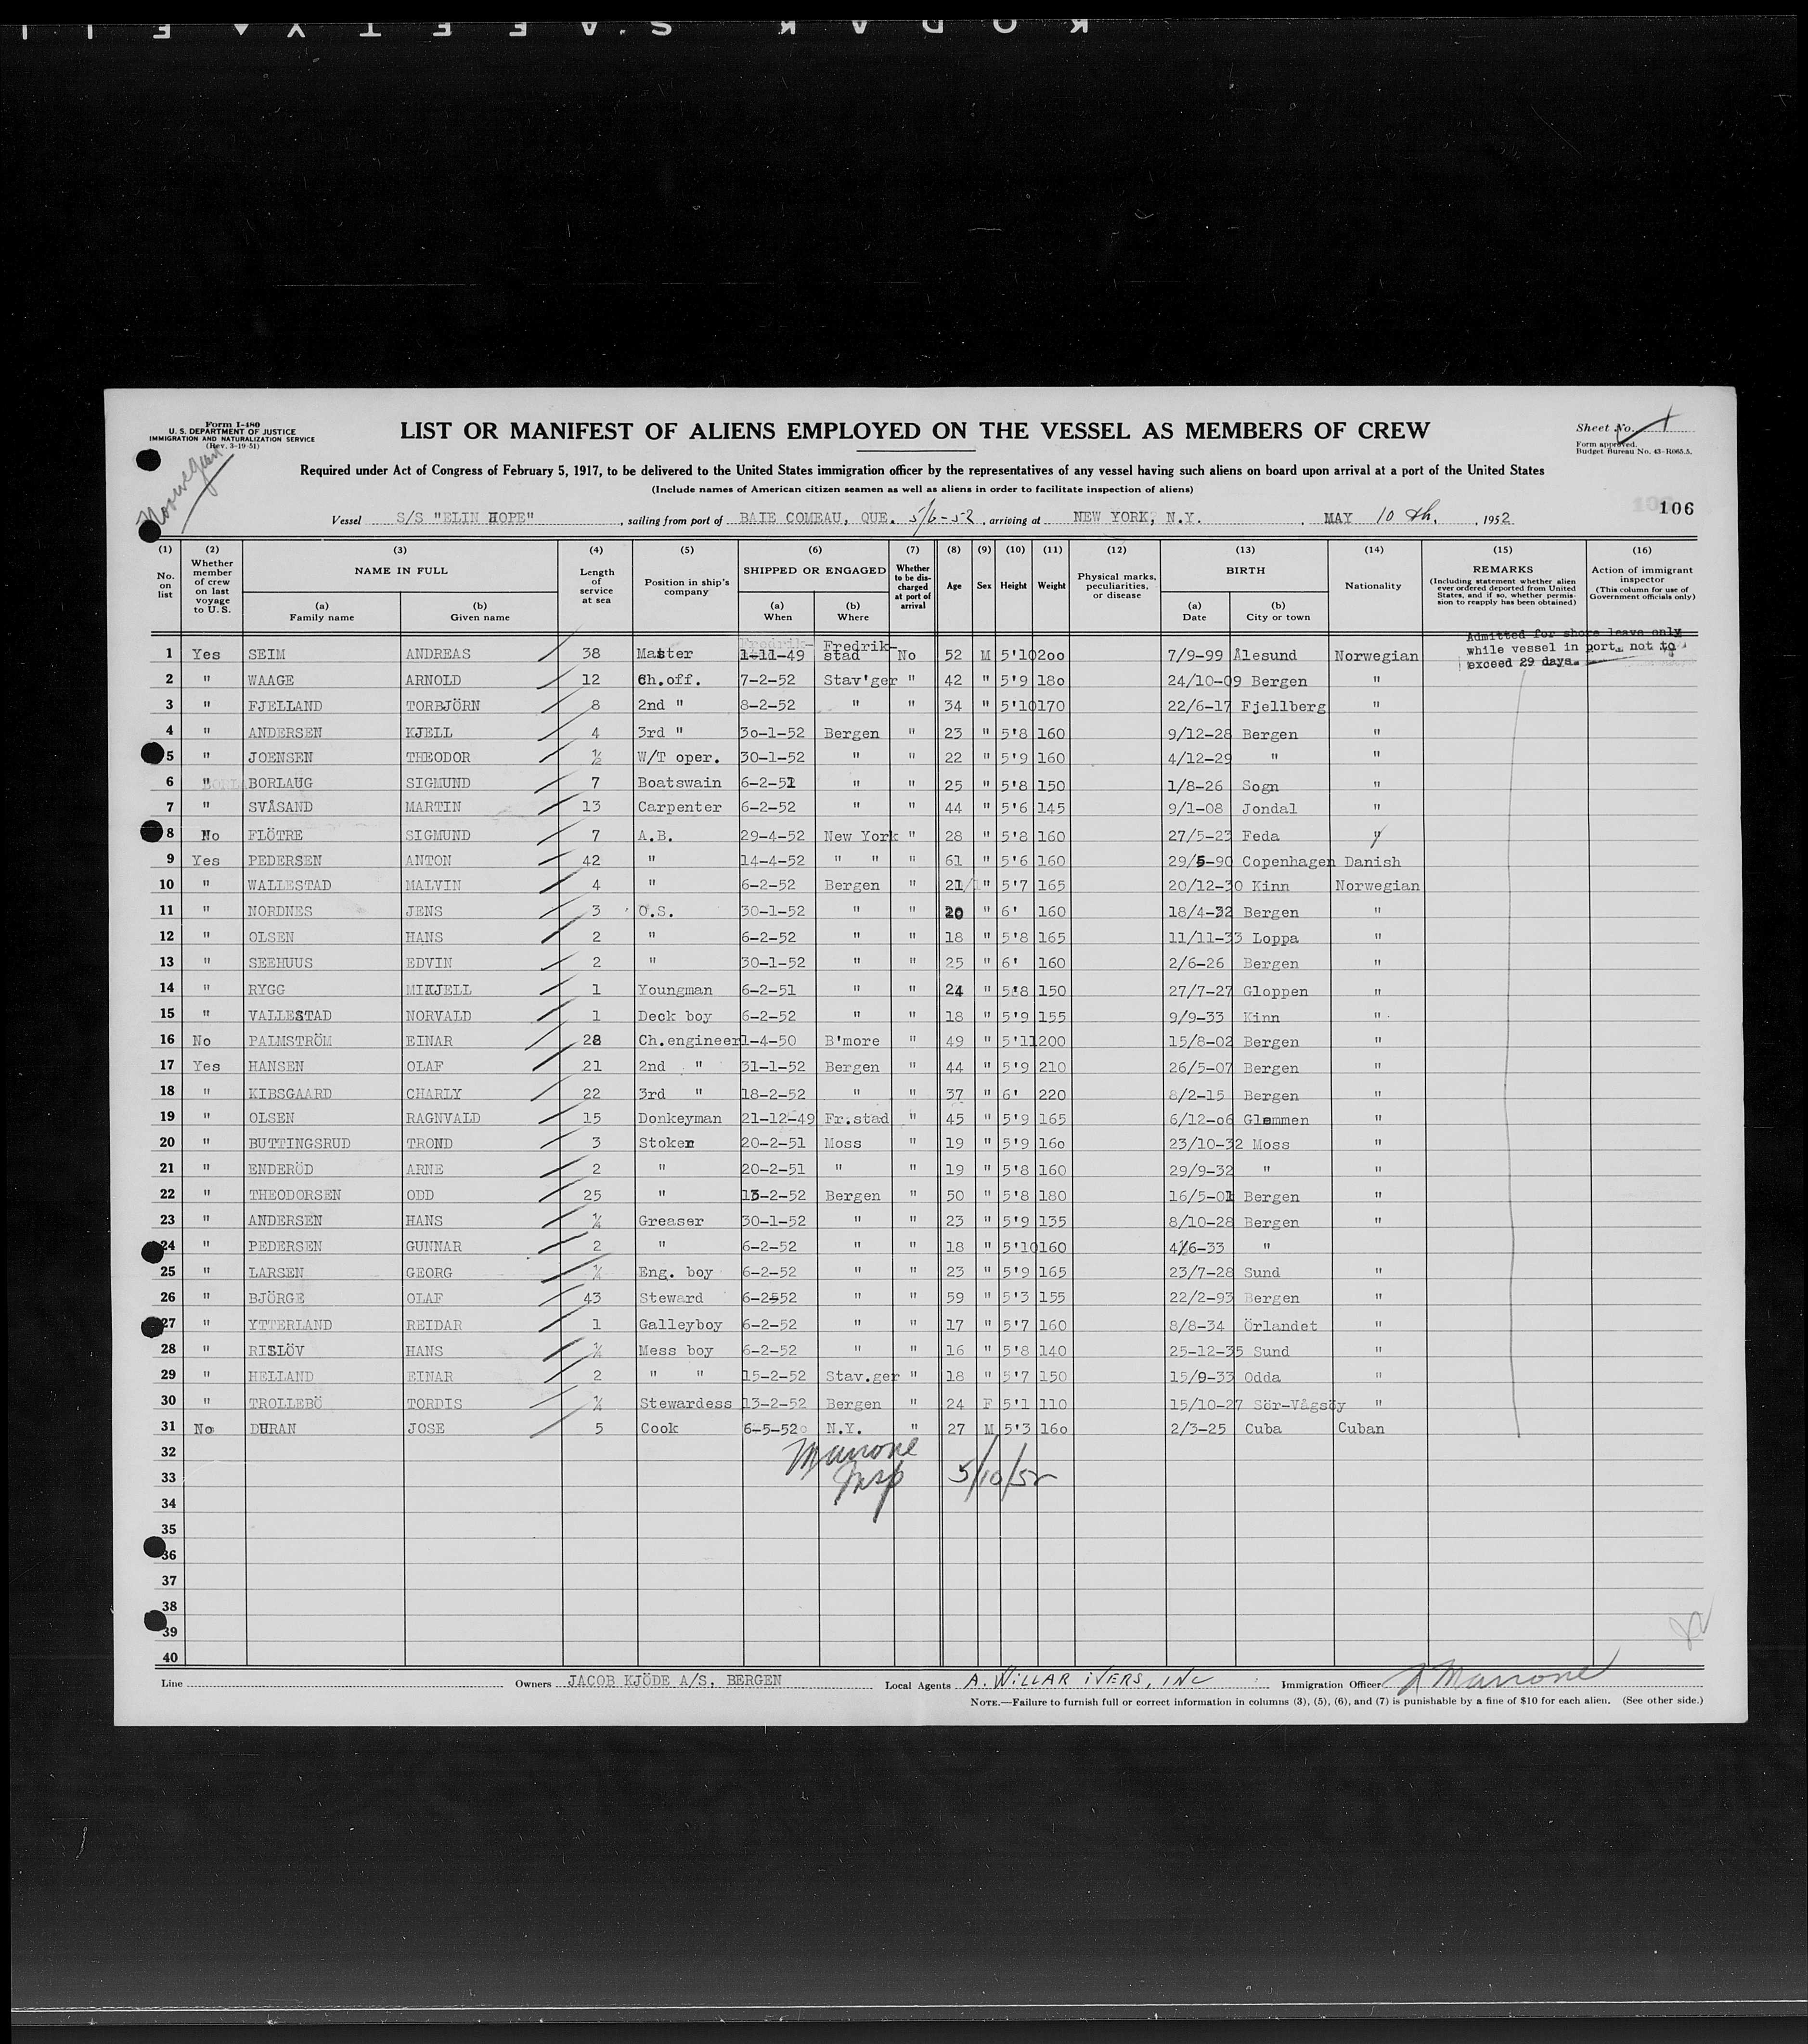 KODAK SAFETY FILM
Form I-480
U. S. DEPARTMENT OF JUSTICE
IMMIGRATION AND NATURALIZATION SERVICE
(Rev. 3-19-51)
Norwegian
LIST OR MANIFEST OF ALIENS EMPLOYED ON THE VESSEL AS MEMBERS OF CREW
Sheet No. 1
Form approved.
Budget Bureau No. 43-R065.5.
Required under Act of Congress of February 5, 1917, to be delivered to the United States immigration officer by the representatives of any vessel having such aliens on board upon arrival at a port of the United States
(Include names of American citizen seamen as well as aliens in order to facilitate inspection of aliens)
106
Vessel S/S "ELIN HOPE", sailing from port of BAIE COMEAU, QUE. 5/6-52, arriving at NEW YORK, N.Y., MAY 10 th, 1952
(1) No. on list
(2) Whether member of crew on last voyage to U.S.
(3) NAME IN FULL (a) Family name (b) Given name
(4) Length of service at sea
(5) Position in ship's company
(6) SHIPPED OR ENGAGED (a) When (b) Where
(7) Whether to be discharged at port of arrival
(8) Age
(9) Sex
(10) Height
(11) Weight
(12) Physical marks, peculiarities, or disease
(13) BIRTH (a) Date (b) City or town
(14) Nationality
(15) REMARKS (Including statement whether alien ever ordered deported from United States, and if so, whether permission to reapply has been obtained)
(16) Action of immigrant inspector (This column for use of Government officials only)
Admitted for shore leave only
while vessel in port, not to
exceed 29 days.
1 Yes SEIM ANDREAS 38 Master 1-11-49 Fredrik-stad No 52 M 5'10 200 7/9-99 Ålesund Norwegian
2 " WAAGE ARNOLD 12 Ch.off. 7-2-52 Stav'ger " 42 " 5'9 180 24/10-09 Bergen "
3 " FJELLAND TORBJÖRN 8 2nd " 8-2-52 " " 34 " 5'10 170 22/6-17 Fjellberg "
4 " ANDERSEN KJELL 4 3rd " 30-1-52 Bergen " 23 " 5'8 160 9/12-28 Bergen "
5 " JOENSEN THEODOR ½ W/T oper. 30-1-52 " " 22 " 5'9 160 4/12-29 " "
6 " BORLAUG SIGMUND 7 Boatswain 6-2-51 " " 25 " 5'8 150 1/8-26 Sogn "
7 " SVÅSAND MARTIN 13 Carpenter 6-2-52 " " 44 " 5'6 145 9/1-08 Jondal "
8 No FLÖTRE SIGMUND 7 A.B. 29-4-52 New York " 28 " 5'8 160 27/5-23 Feda "
9 Yes PEDERSEN ANTON 42 " 14-4-52 " " " 61 " 5'6 160 29/5-90 Copenhagen Danish
10 " WALLESTAD MALVIN 4 " 6-2-52 Bergen " 21 " 5'7 165 20/12-30 Kinn Norwegian
11 " NORDNES JENS 3 O.S. 30-1-52 " " 20 " 6' 160 18/4-32 Bergen "
12 " OLSEN HANS 2 " 6-2-52 " " 18 " 5'8 165 11/11-33 Loppa "
13 " SEEHUUS EDVIN 2 " 30-1-52 " " 25 " 6' 160 2/6-26 Bergen "
14 " RYGG MIKJELL 1 Youngman 6-2-51 " " 24 " 5'8 150 27/7-27 Gloppen "
15 " VALLESTAD NORVALD 1 Deck boy 6-2-52 " " 18 " 5'9 155 9/9-33 Kinn "
16 No PALMSTRÖM EINAR 28 Ch.engineer 1-4-50 B'more " 49 " 5'11 200 15/8-02 Bergen "
17 Yes HANSEN OLAF 21 2nd " 31-1-52 Bergen " 44 " 5'9 210 26/5-07 Bergen "
18 " KIBSGAARD CHARLY 22 3rd " 18-2-52 " " 37 " 6' 220 8/2-15 Bergen "
19 " OLSEN RAGNVALD 15 Donkeyman 21-12-49 Fr.stad " 45 " 5'9 165 6/12-06 Glemmen "
20 " BUTTINGSRUD TROND 3 Stoker 20-2-51 Moss " 19 " 5'9 160 23/10-32 Moss "
21 " ENDERÖD ARNE 2 " 20-2-51 " " 19 " 5'8 160 29/9-32 " "
22 " THEODORSEN ODD 25 " 13-2-52 Bergen " 50 " 5'8 180 16/5-01 Bergen "
23 " ANDERSEN HANS ¼ Greaser 30-1-52 " " 23 " 5'9 135 8/10-28 Bergen "
24 " PEDERSEN GUNNAR 2 " 6-2-52 " " 18 " 5'10 160 4/6-33 " "
25 " LARSEN GEORG ¼ Eng. boy 6-2-52 " " 23 " 5'9 165 23/7-28 Sund "
26 " BJÖRGE OLAF 43 Steward 6-2-52 " " 59 " 5'3 155 22/2-93 Bergen "
27 " YTTERLAND REIDAR 1 Galleyboy 6-2-52 " " 17 " 5'7 160 8/8-34 Örlandet "
28 " RISLÖV HANS ¼ Mess boy 6-2-52 " " 16 " 5'8 140 25-12-35 Sund "
29 " HELLAND EINAR 2 " " 15-2-52 Stav.ger " 18 " 5'7 150 15/9-33 Odda "
30 " TROLLEBÖ TORDIS ¼ Stewardess 13-2-52 Bergen " 24 F 5'1 110 15/10-27 Sör-Vågsöy "
31 No DURAN JOSE 5 Cook 6-5-52 N.Y. " 27 M 5'3 160 2/3-25 Cuba Cuban
32
Manone
33
Insp 5/10/52
34
35
36
37
38
39
40
Line Owners JACOB KJÖDE A/S, BERGEN Local Agents A. WILLAR IVERS, INC Immigration Officer Manone
NOTE.—Failure to furnish full or correct information in columns (3), (5), (6), and (7) is punishable by a fine of $10 for each alien. (See other side.)